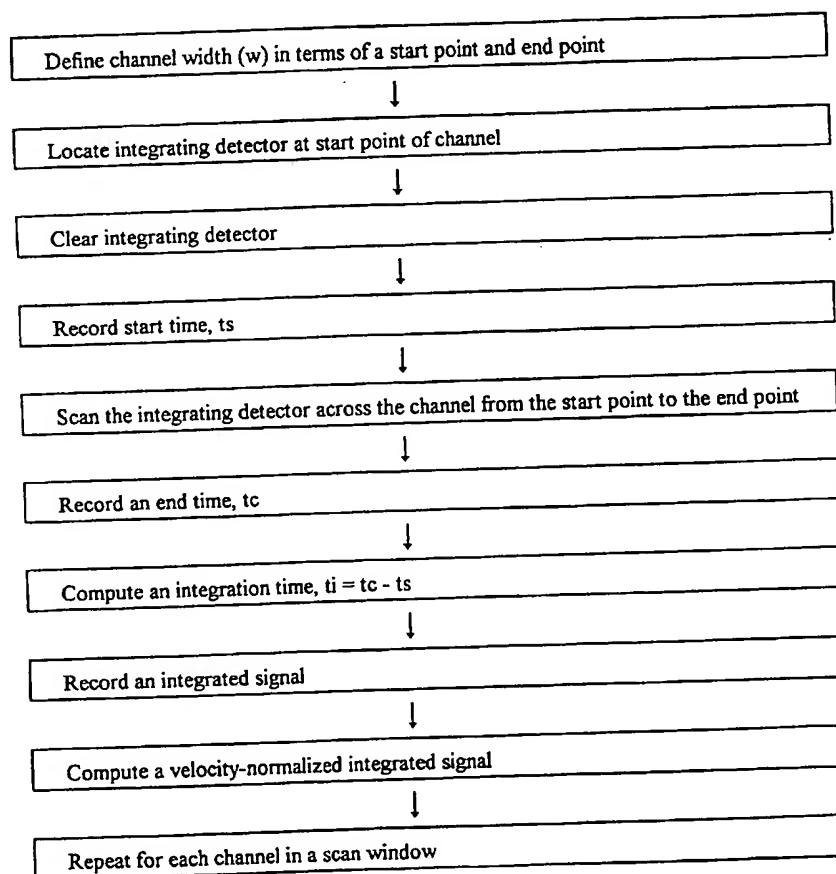 Define channel width (w) in terms of a start point and end point
Locate integrating detector at start point of channel
Clear integrating detector
Record start time, ts
Scan the integrating detector across the channel from the start point to the end point
Record an end time, tc
Compute an integration time, ti = tc - ts
Record an integrated signal
Compute a velocity-normalized integrated signal
Repeat for each channel in a scan window